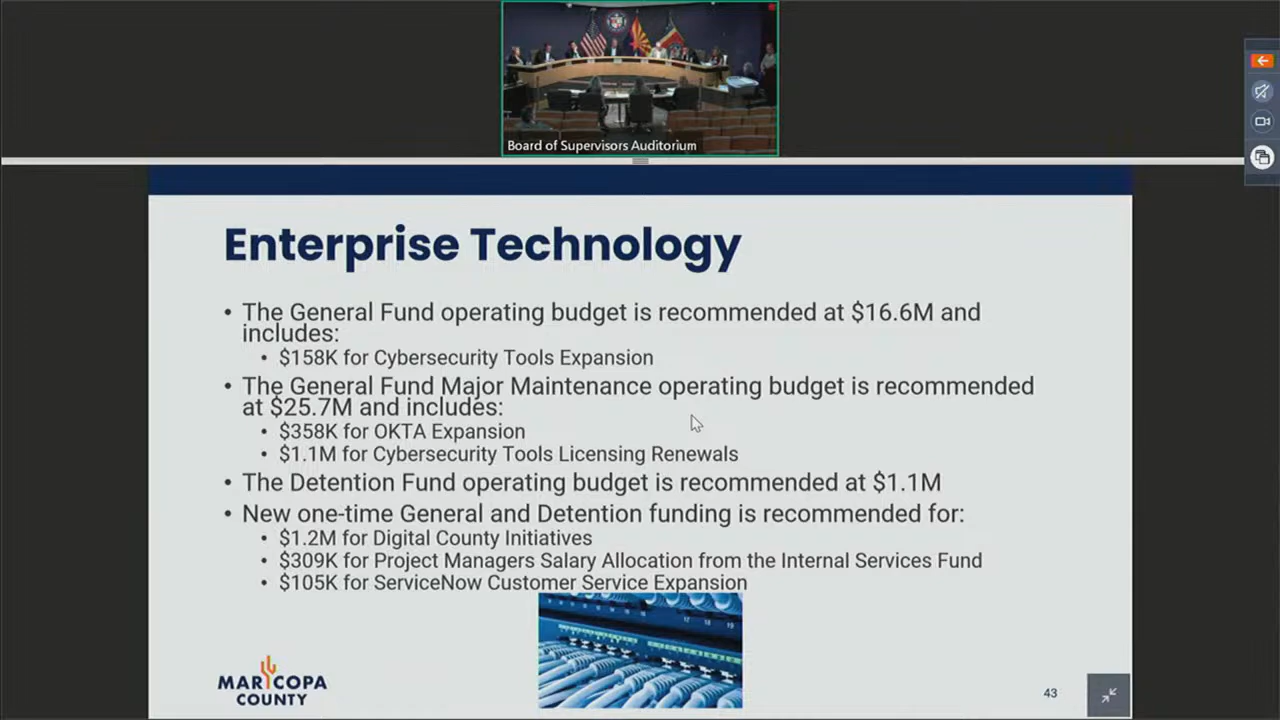 Board of Supervisors Auditorium
Enterprise Technology
• The General Fund operating budget is recommended at $16.6M and
includes:
• $158K for Cybersecurity Tools Expansion
• The General Fund Major Maintenance operating budget is recommended
at $25.7M and includes:
• $358K for OKTA Expansion
• $1.1M for Cybersecurity Tools Licensing Renewals
• The Detention Fund operating budget is recommended at $1.1M
• New one-time General and Detention funding is recommended for:
• $1.2M for Digital County Initiatives
• $309K for Project Managers Salary Allocation from the Internal Services Fund
• $105K for ServiceNow Customer Service Expansion
17 18 19
MARICOPA
COUNTY
43